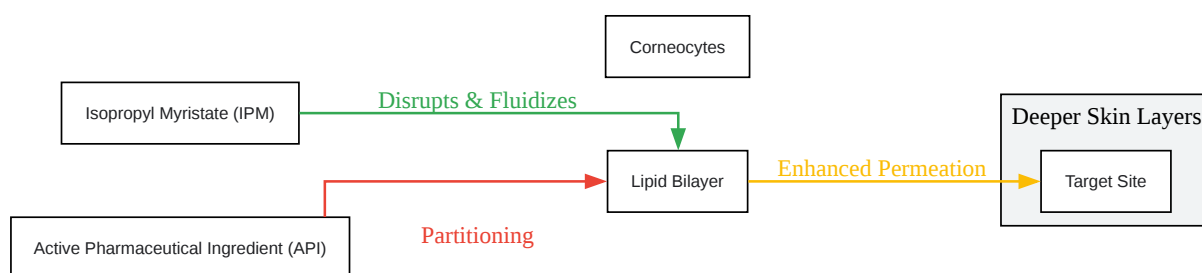 Corneocytes
Isopropyl Myristate (IPM)
Disrupts & Fluidizes
Deeper Skin Layers
Lipid Bilayer
Enhanced Permeation
Target Site
Partitioning
Active Pharmaceutical Ingredient (API)